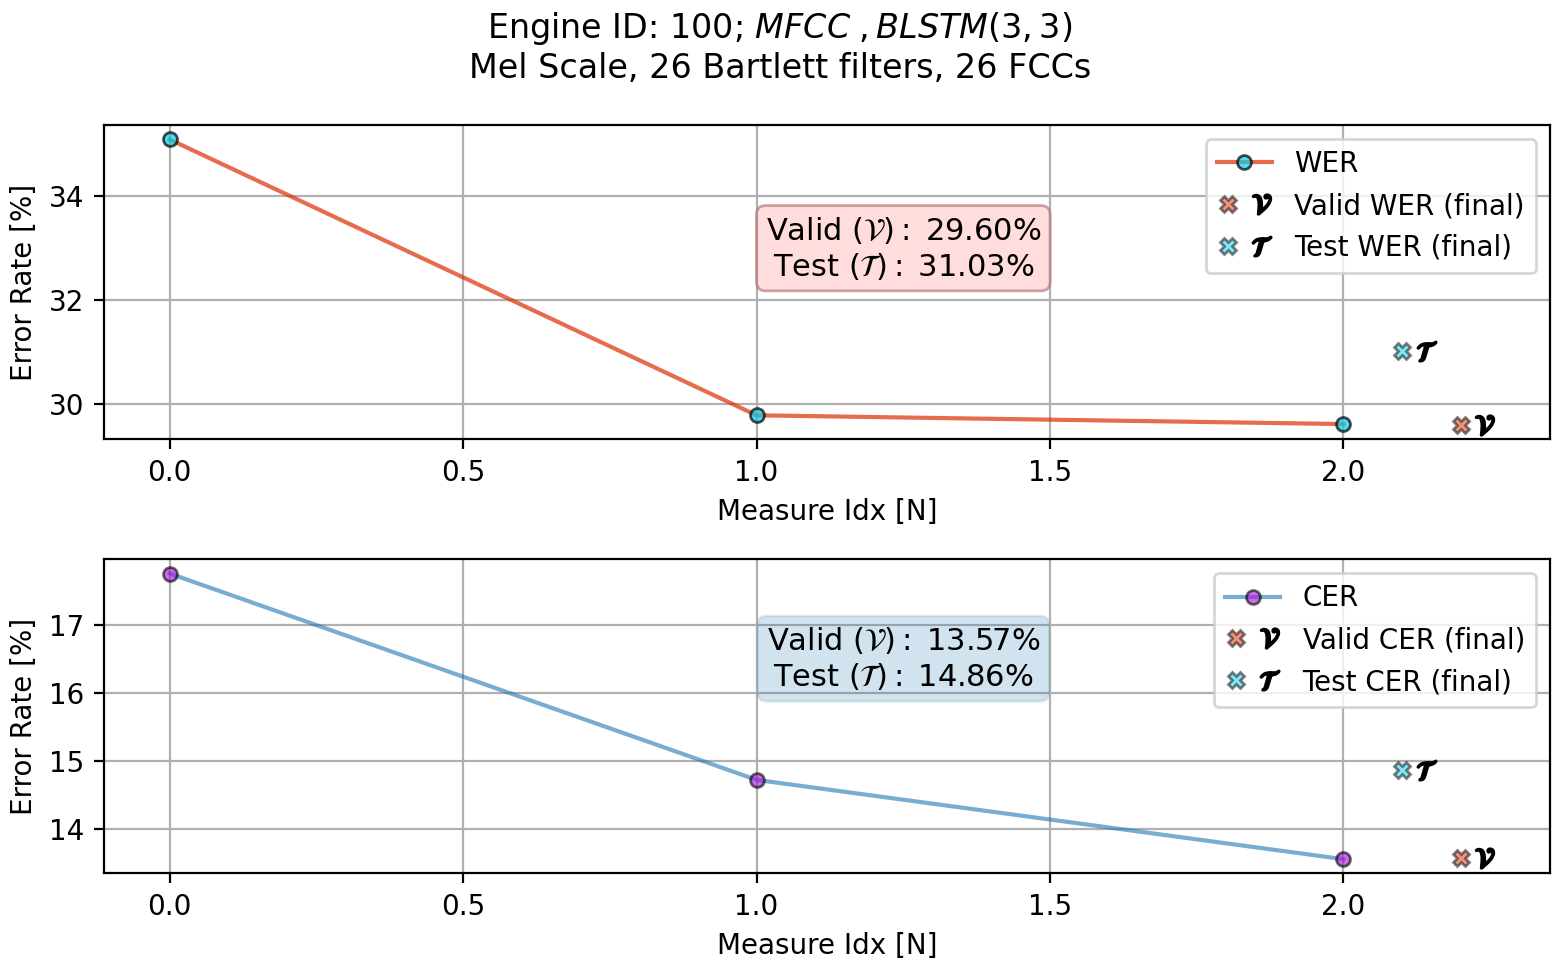 Engine ID: 100; MFCC , BLSTM(3, 3)
Mel Scale, 26 Bartlett filters, 26 FCCs
Error Rate [%]
34
32
30
WER
𝒱 Valid WER (final)
𝒯 Test WER (final)
Valid (𝒱) : 29.60%
Test (𝒯) : 31.03%
𝒯
𝒱
0.0 0.5 1.0 1.5 2.0
Measure Idx [N]
Error Rate [%]
17
16
15
14
CER
𝒱 Valid CER (final)
𝒯 Test CER (final)
Valid (𝒱) : 13.57%
Test (𝒯) : 14.86%
𝒯
𝒱
0.0 0.5 1.0 1.5 2.0
Measure Idx [N]